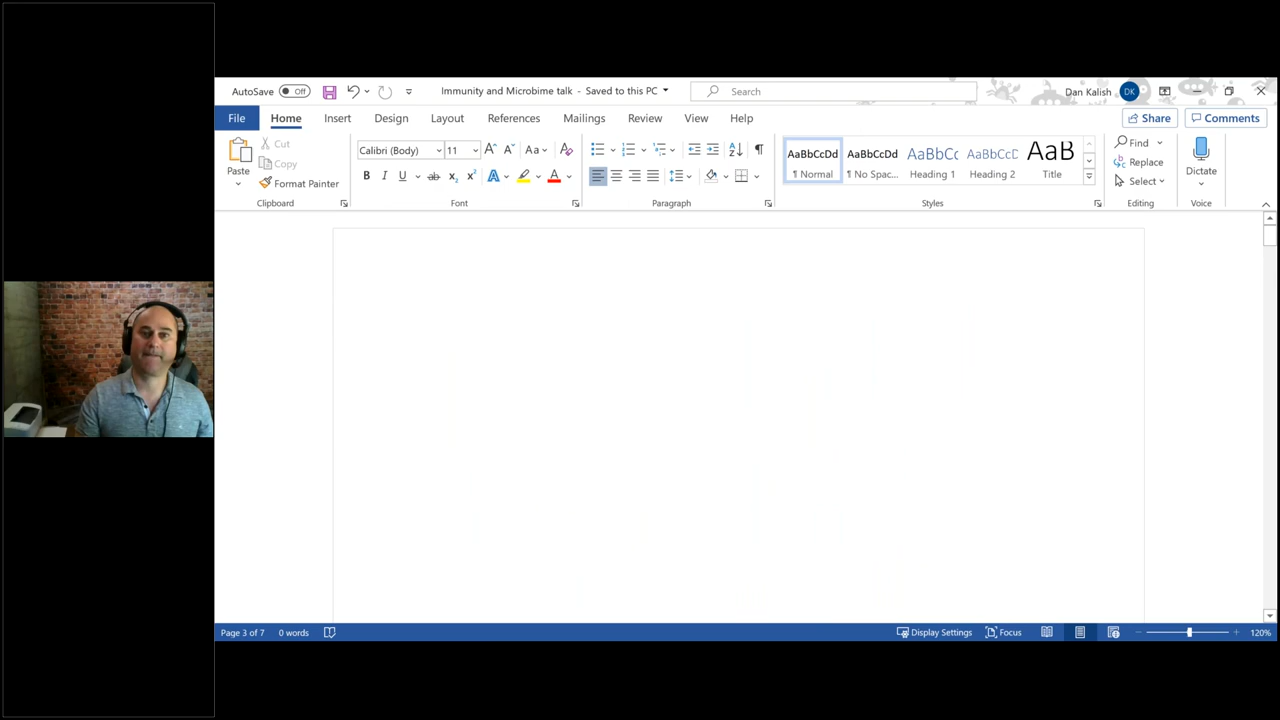 AutoSave Off Immunity and Microbime talk - Saved to this PC Search Dan Kalish DK
File Home Insert Design Layout References Mailings Review View Help Share Comments
Paste Cut Copy Format Painter Clipboard
Calibri (Body) 11 Aa Font
Paragraph
AaBbCcDd AaBbCcDd AaBbCc AaBbCcD AaB
¶ Normal ¶ No Spac... Heading 1 Heading 2 Title
Styles
Find Replace Select Editing
Dictate Voice
Page 3 of 7 0 words Display Settings Focus 120%